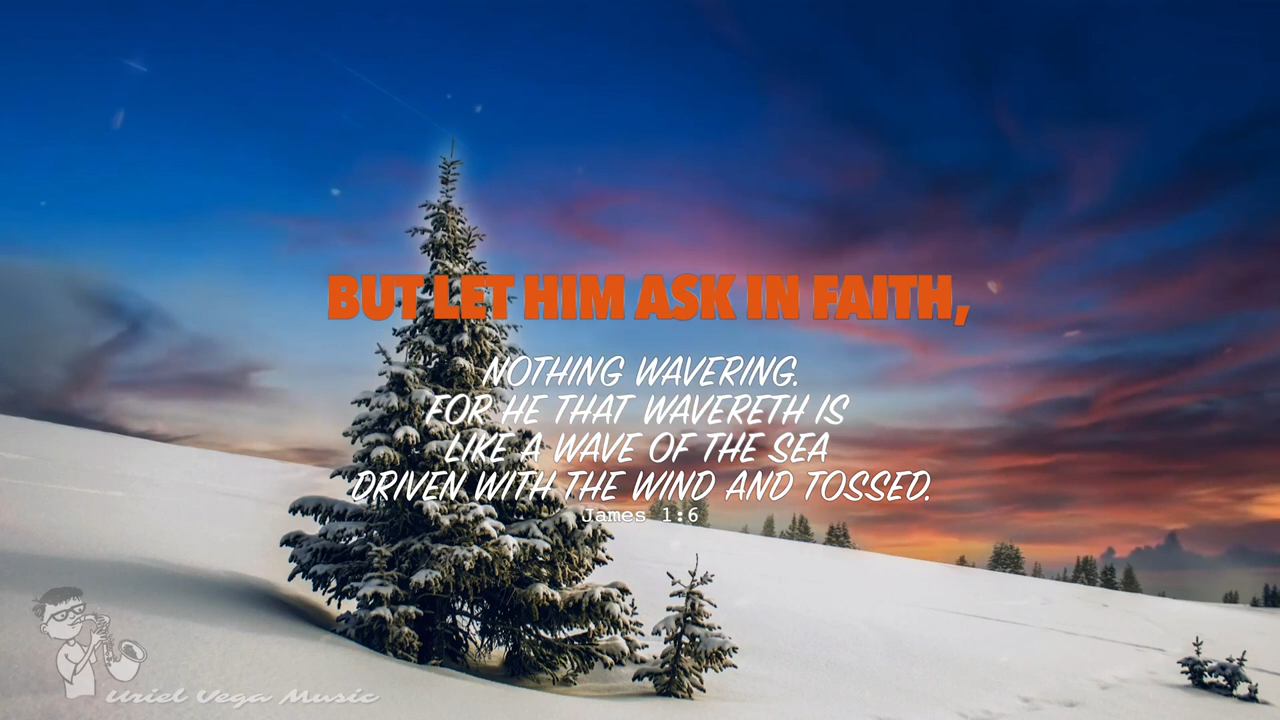 BUT LET HIM ASK IN FAITH,
NOTHING WAVERING.
FOR HE THAT WAVERETH IS
LIKE A WAVE OF THE SEA
DRIVEN WITH THE WIND AND TOSSED.
James 1:6
Uriel Vega Music